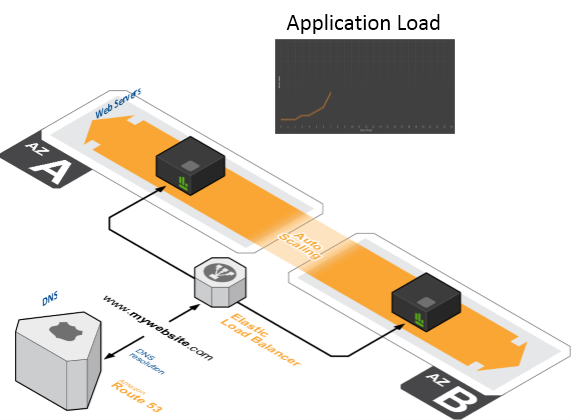 Application Load
Web Servers
AZ
A
Auto
Scaling
DNS
www.mywebsite.com
Elastic
Load Balancer
DNS
resolution
Amazon
Route 53
AZ
B